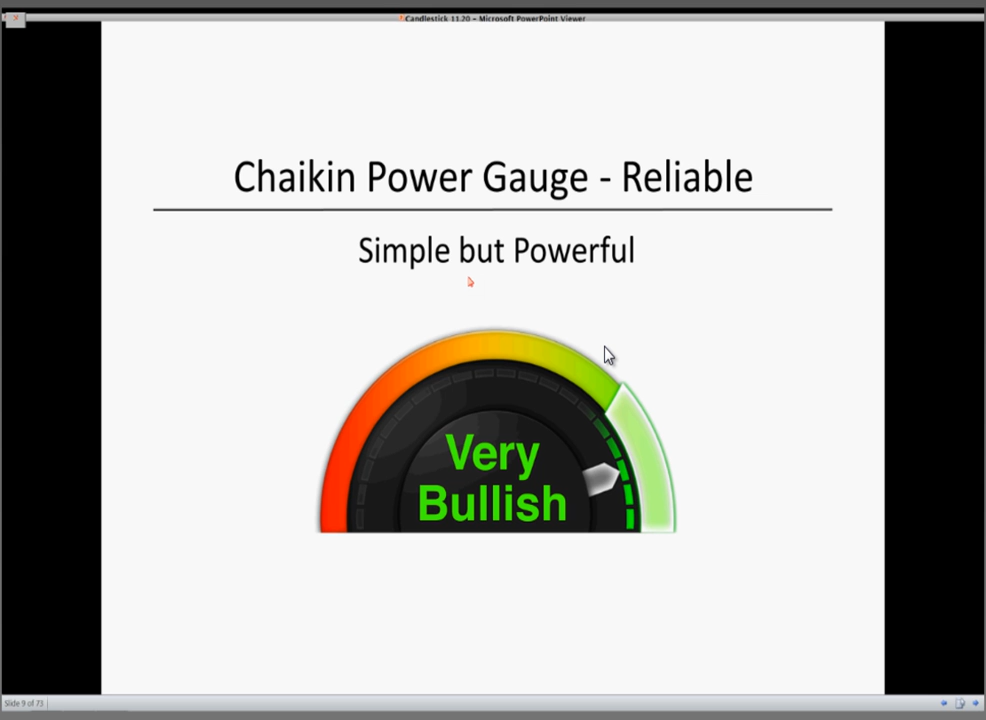 Candlestick 11.20 - Microsoft PowerPoint Viewer
Chaikin Power Gauge - Reliable
Simple but Powerful
Very
Bullish
Slide 9 of 73